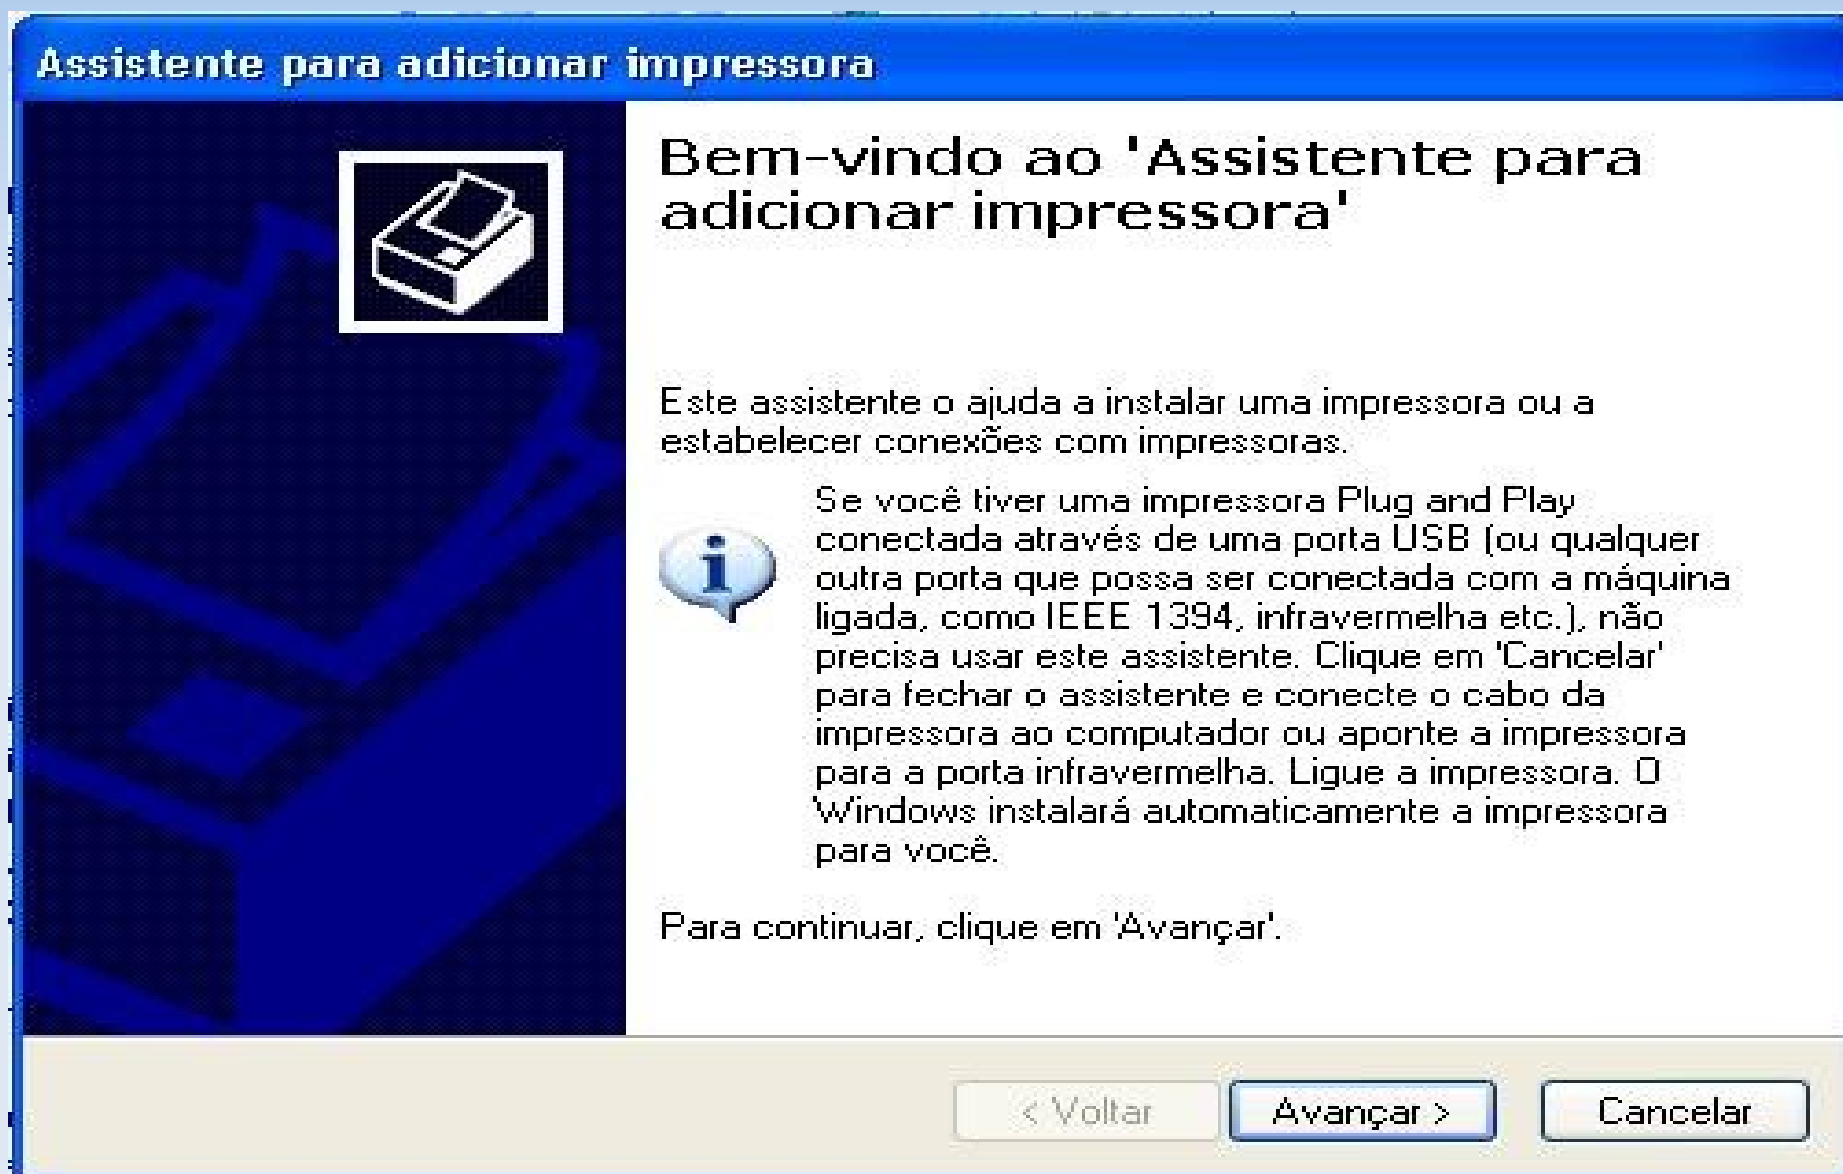 Assistente para adicionar impressora
Bem-vindo ao 'Assistente para
adicionar impressora'
Este assistente o ajuda a instalar uma impressora ou a
estabelecer conexões com impressoras.
Se você tiver uma impressora Plug and Play
conectada através de uma porta USB (ou qualquer
outra porta que possa ser conectada com a máquina
ligada, como IEEE 1394, infravermelha etc.), não
precisa usar este assistente. Clique em 'Cancelar'
para fechar o assistente e conecte o cabo da
impressora ao computador ou aponte a impressora
para a porta infravermelha. Ligue a impressora. O
Windows instalará automaticamente a impressora
para você.
Para continuar, clique em 'Avançar'.
< Voltar
Avançar >
Cancelar